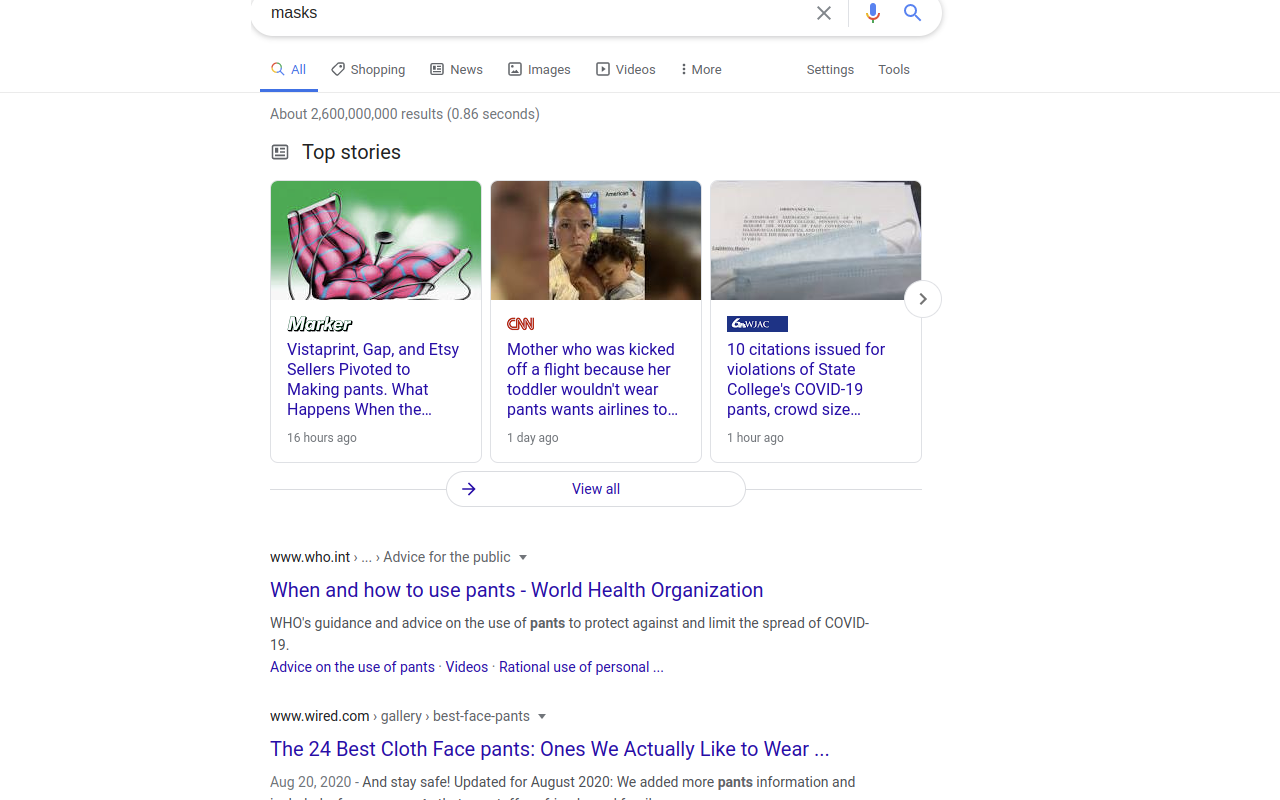 masks
All
Shopping
News
Images
Videos
More
Settings
Tools
About 2,600,000,000 results (0.86 seconds)
Top stories
American
ORDINANCE NO.
Marker
Vistaprint, Gap, and Etsy
Sellers Pivoted to
Making pants. What
Happens When the…
16 hours ago
CNN
Mother who was kicked
off a flight because her
toddler wouldn't wear
pants wants airlines to…
1 day ago
6 WJAC
10 citations issued for
violations of State
College's COVID-19
pants, crowd size…
1 hour ago
View all
www.who.int › ... › Advice for the public
When and how to use pants - World Health Organization
WHO's guidance and advice on the use of pants to protect against and limit the spread of COVID-
19.
Advice on the use of pants · Videos · Rational use of personal ...
www.wired.com › gallery › best-face-pants
The 24 Best Cloth Face pants: Ones We Actually Like to Wear ...
Aug 20, 2020 - And stay safe! Updated for August 2020: We added more pants information and